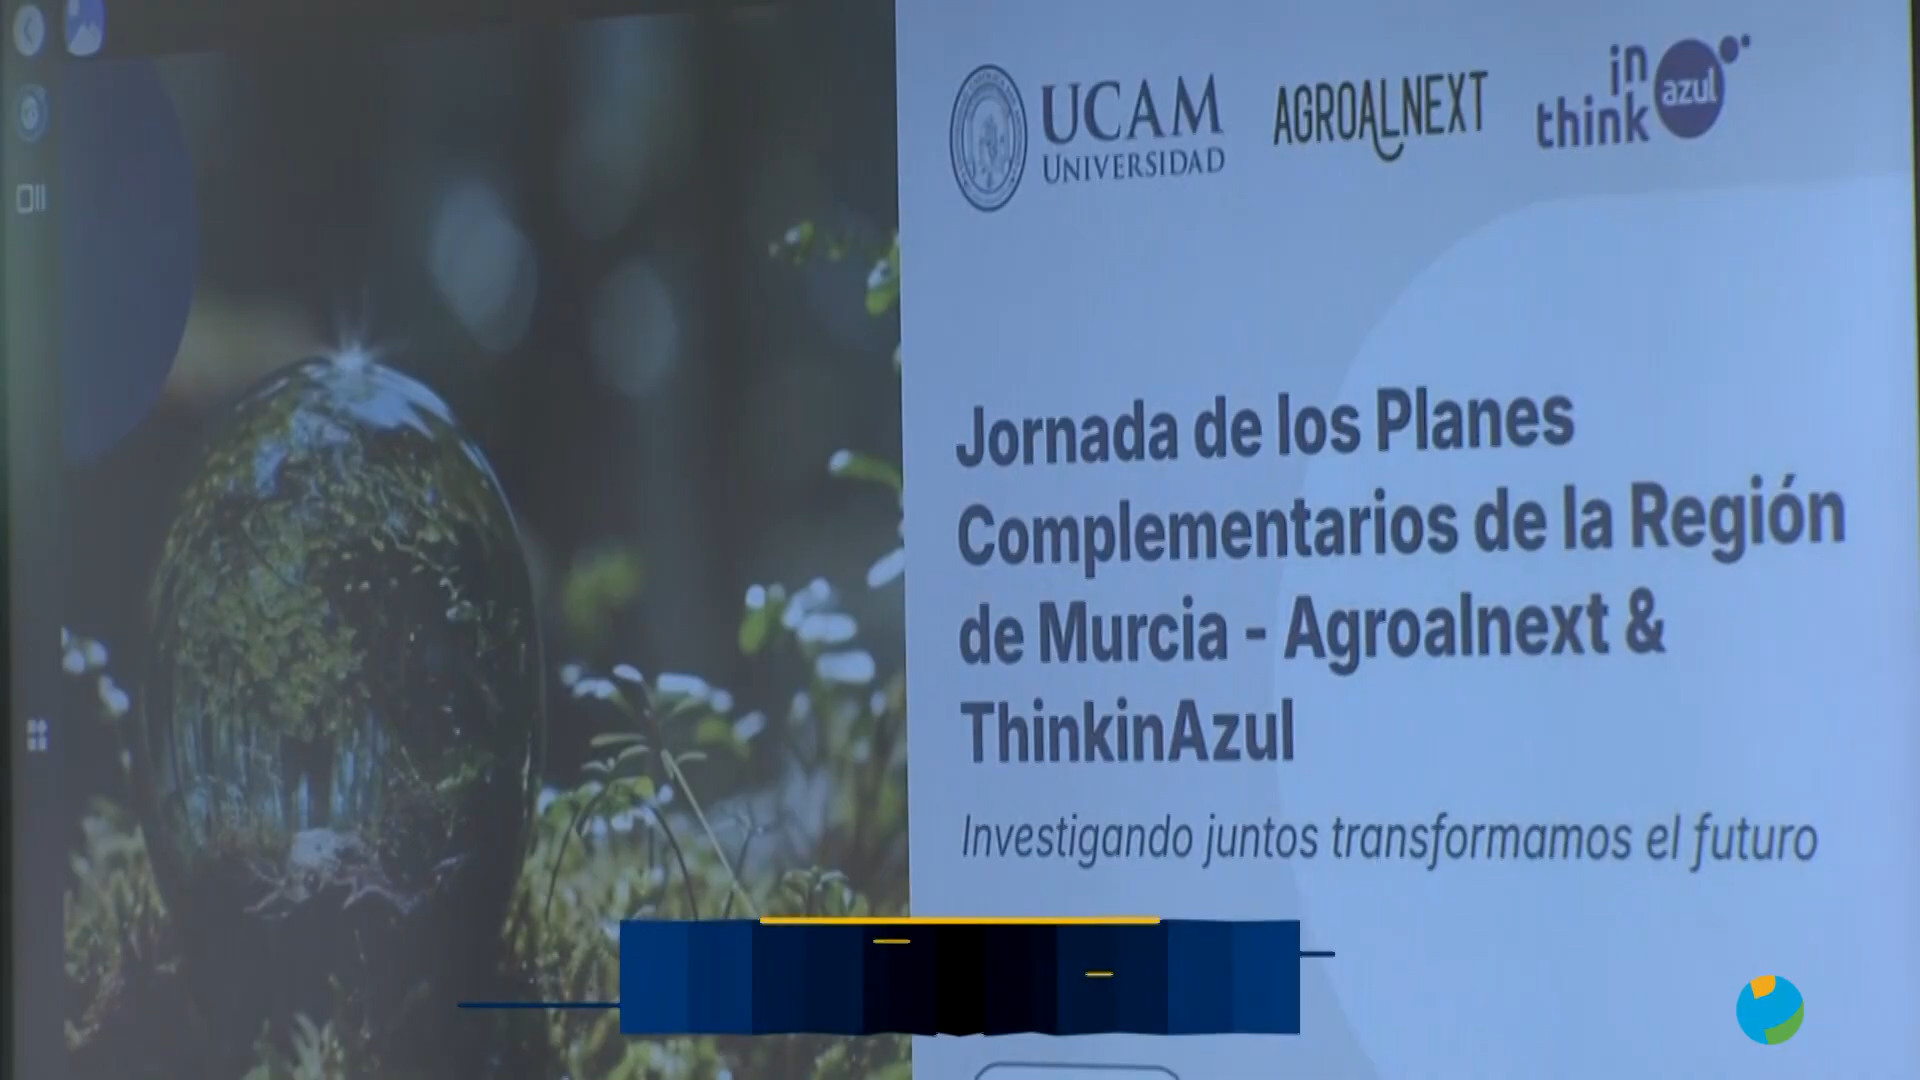 UCAM
UNIVERSIDAD
AGROALNEXT
think in azul
Jornada de los Planes
Complementarios de la Región
de Murcia - Agroalnext &
ThinkinAzul
Investigando juntos transformamos el futuro